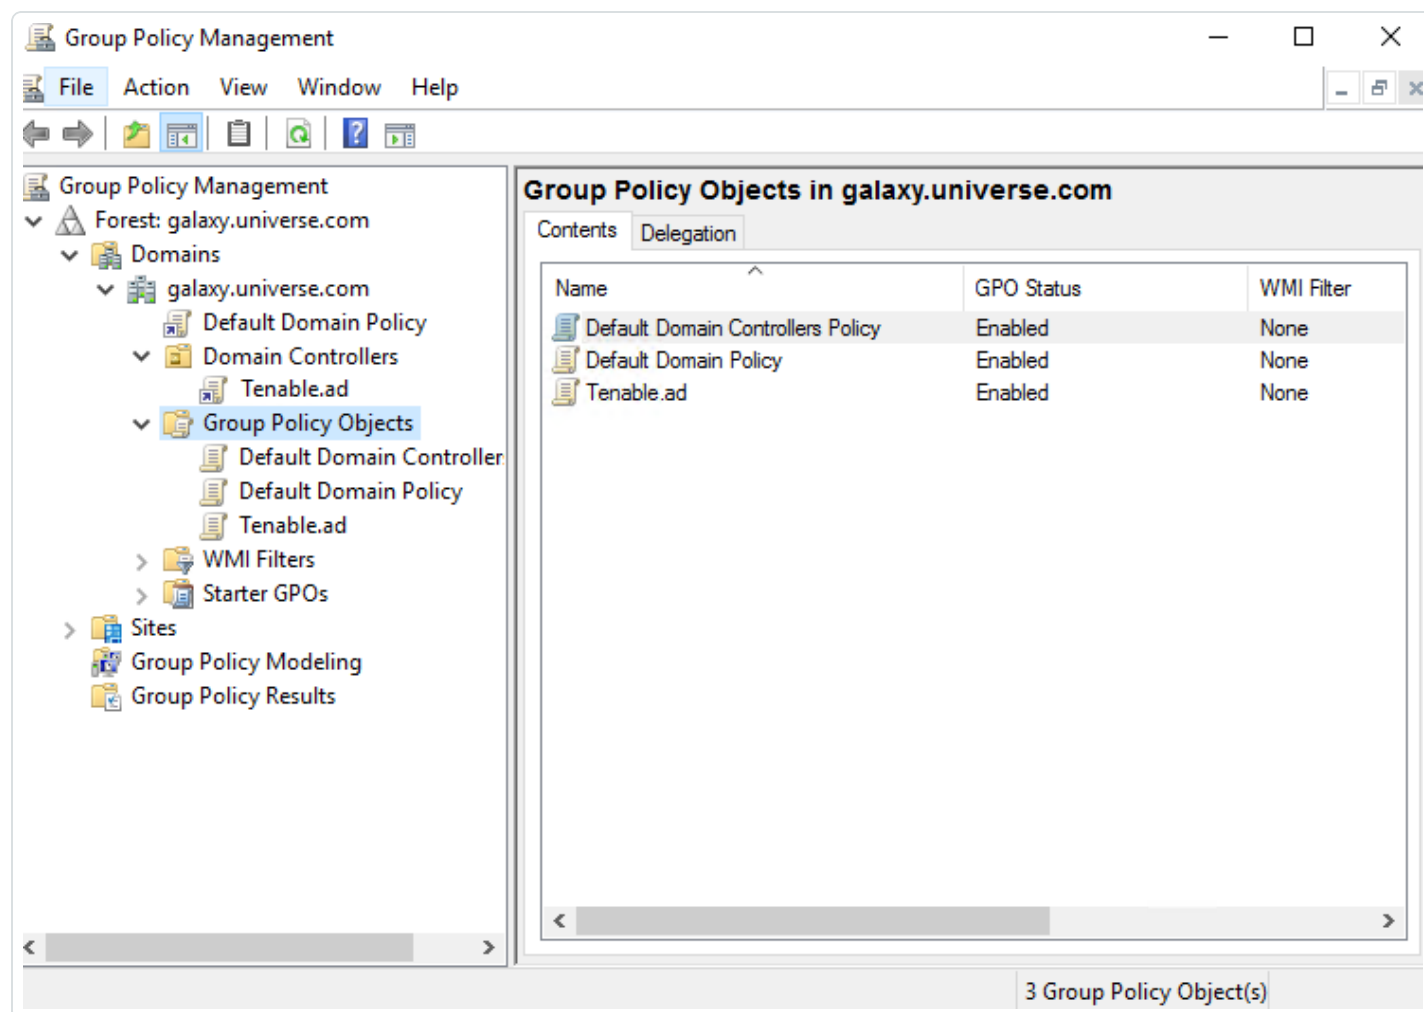 Group Policy Management
File Action View Window Help
Group Policy Management
Forest: galaxy.universe.com
Domains
galaxy.universe.com
Default Domain Policy
Domain Controllers
Tenable.ad
Group Policy Objects
Default Domain Controller
Default Domain Policy
Tenable.ad
WMI Filters
Starter GPOs
Sites
Group Policy Modeling
Group Policy Results
Group Policy Objects in galaxy.universe.com
Contents Delegation
Name GPO Status WMI Filter
Default Domain Controllers Policy Enabled None
Default Domain Policy Enabled None
Tenable.ad Enabled None
3 Group Policy Object(s)